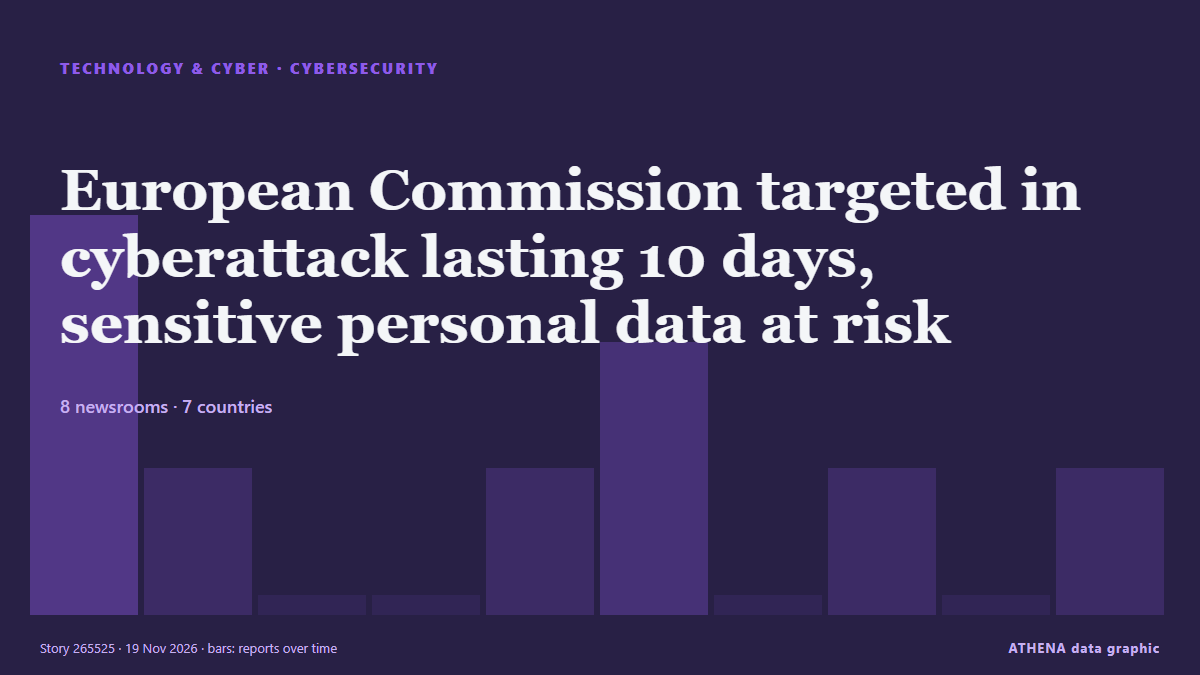 TECHNOLOGY & CYBER · CYBERSECURITY
European Commission targeted in
cyberattack lasting 10 days,
sensitive personal data at risk
8 newsrooms · 7 countries
Story 265525 · 19 Nov 2026 · bars: reports over time
ATHENA data graphic